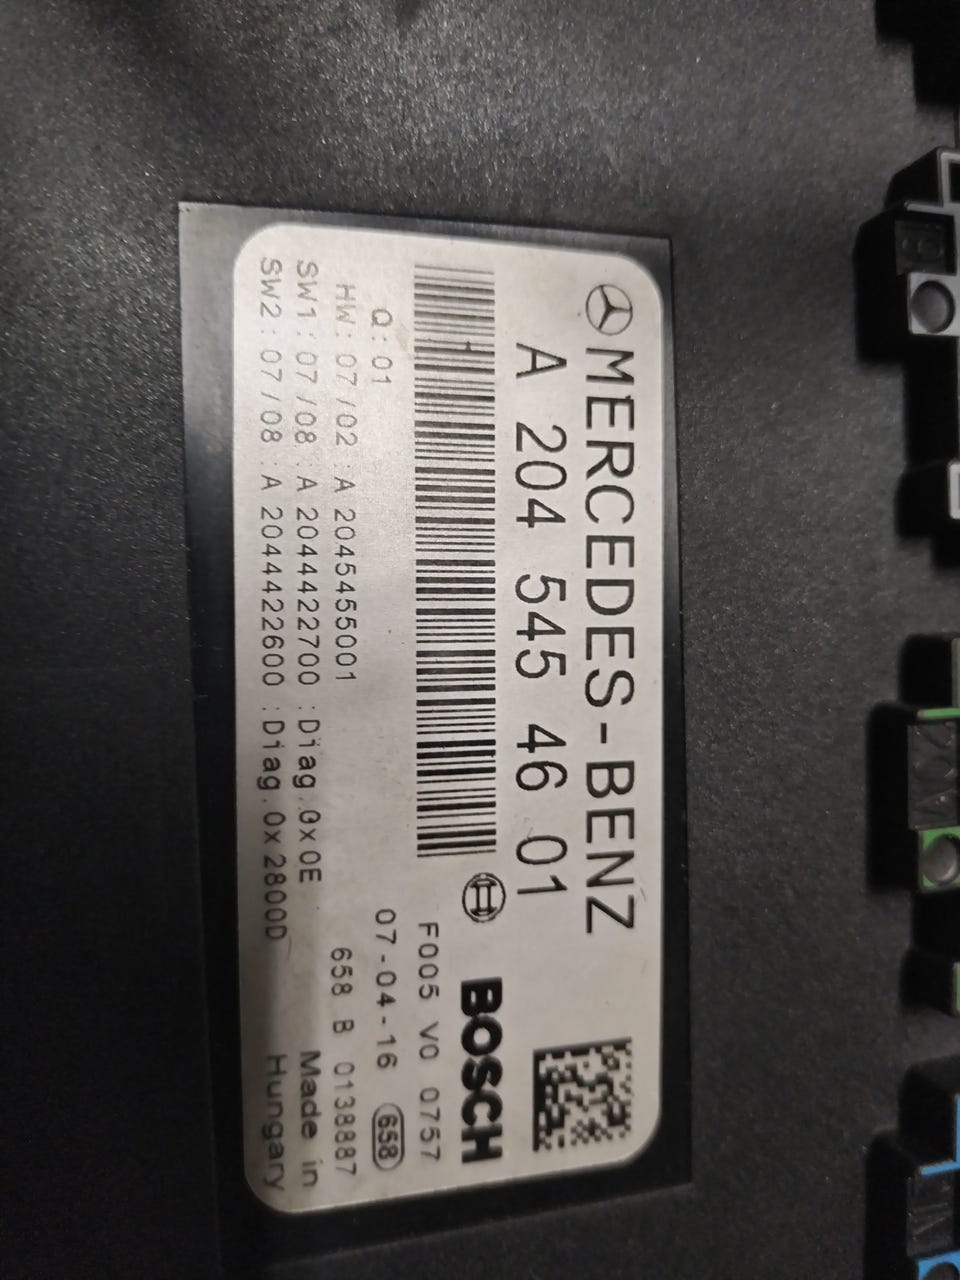 MERCEDES-BENZ
A 204 545 46 01
BOSCH
F005 V0 0757
Q:01
07-04-16 658
HW: 07/02 :A 2045455001
658 B 0138887
SW1:07/08 :A 2044422700 :Diag.0x0E
Made in
SW2:07/08 :A 2044422600 :Diag.0x2800D
Hungary